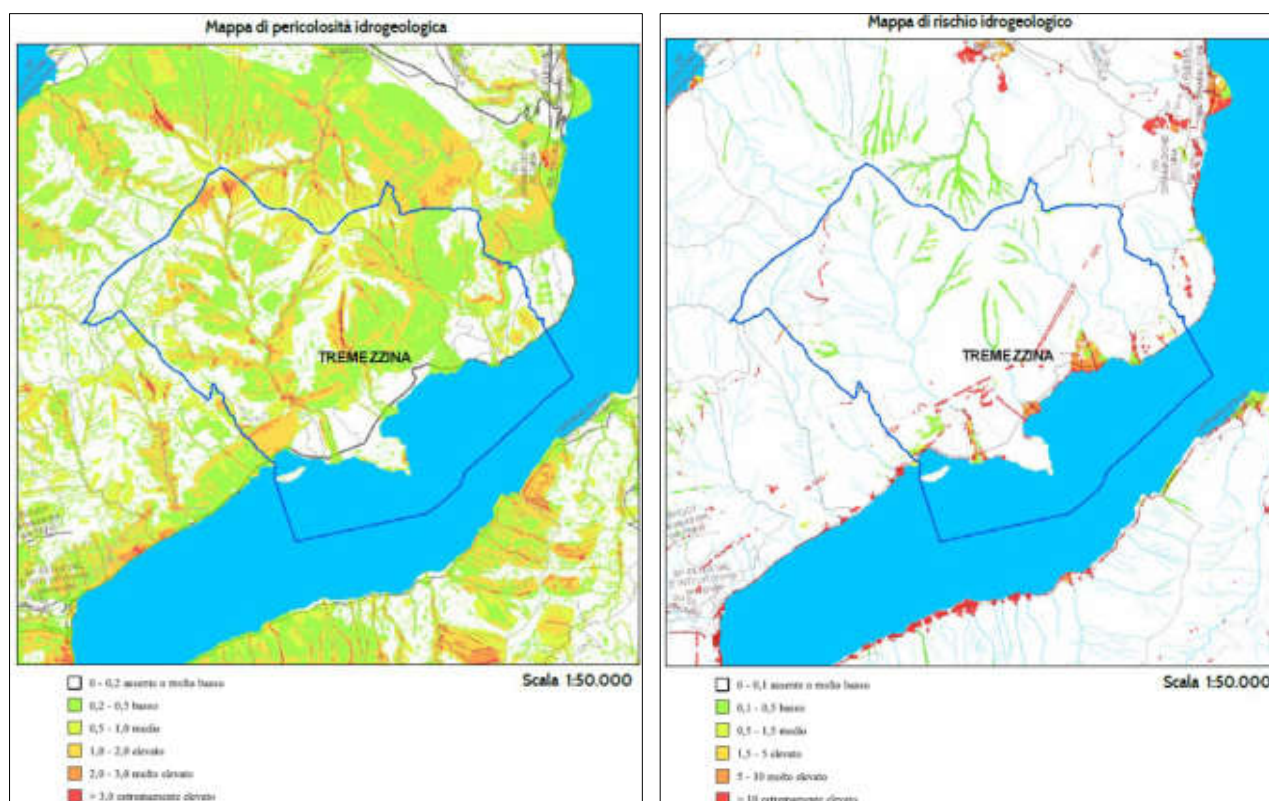 Mappa di pericolosità idrogeologica
TREMEZZINA
Scala 1:50.000
0 - 0,2 assente o molto basso
0,2 - 0,5 basso
0,5 - 1,0 medio
1,0 - 2,0 elevato
2,0 - 3,0 molto elevato
> 3,0 estremamente elevato
Mappa di rischio idrogeologico
TREMEZZINA
Scala 1:50.000
0 - 0,1 assente o molto basso
0,1 - 0,5 basso
0,5 - 1,5 medio
1,5 - 5 elevato
5 - 10 molto elevato
> 10 estremamente elevato